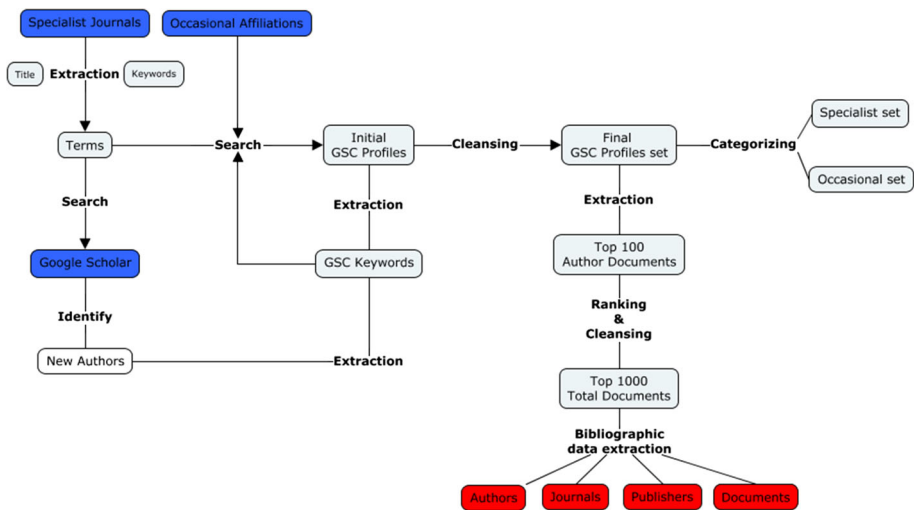 Specialist Journals
Occasional Affiliations
Title
Extraction
Keywords
Terms
Search
Initial
GSC Profiles
Cleansing
Final
GSC Profiles set
Categorizing
Specialist set
Occasional set
Search
Extraction
Extraction
Google Scholar
GSC Keywords
Top 100
Author Documents
Identify
Ranking
&
Cleansing
New Authors
Extraction
Top 1000
Total Documents
Bibliographic
data extraction
Authors
Journals
Publishers
Documents